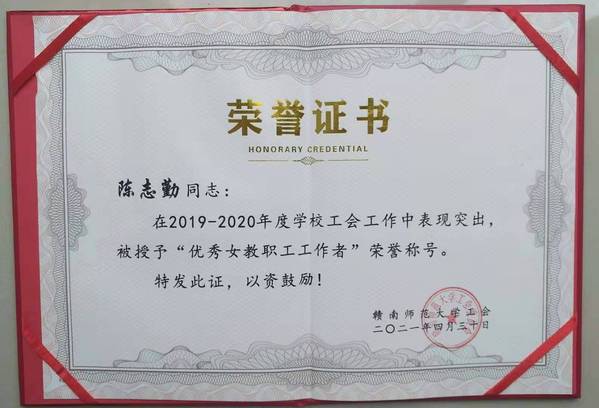 荣誉证书
HONORARY CREDENTIAL
陈志勤同志：
在2019-2020年度学校工会工作中表现突出，
被授予“优秀女教职工工作者”荣誉称号。
特发此证，以资鼓励！
赣南师范大学工会
二〇二一年四月三十日